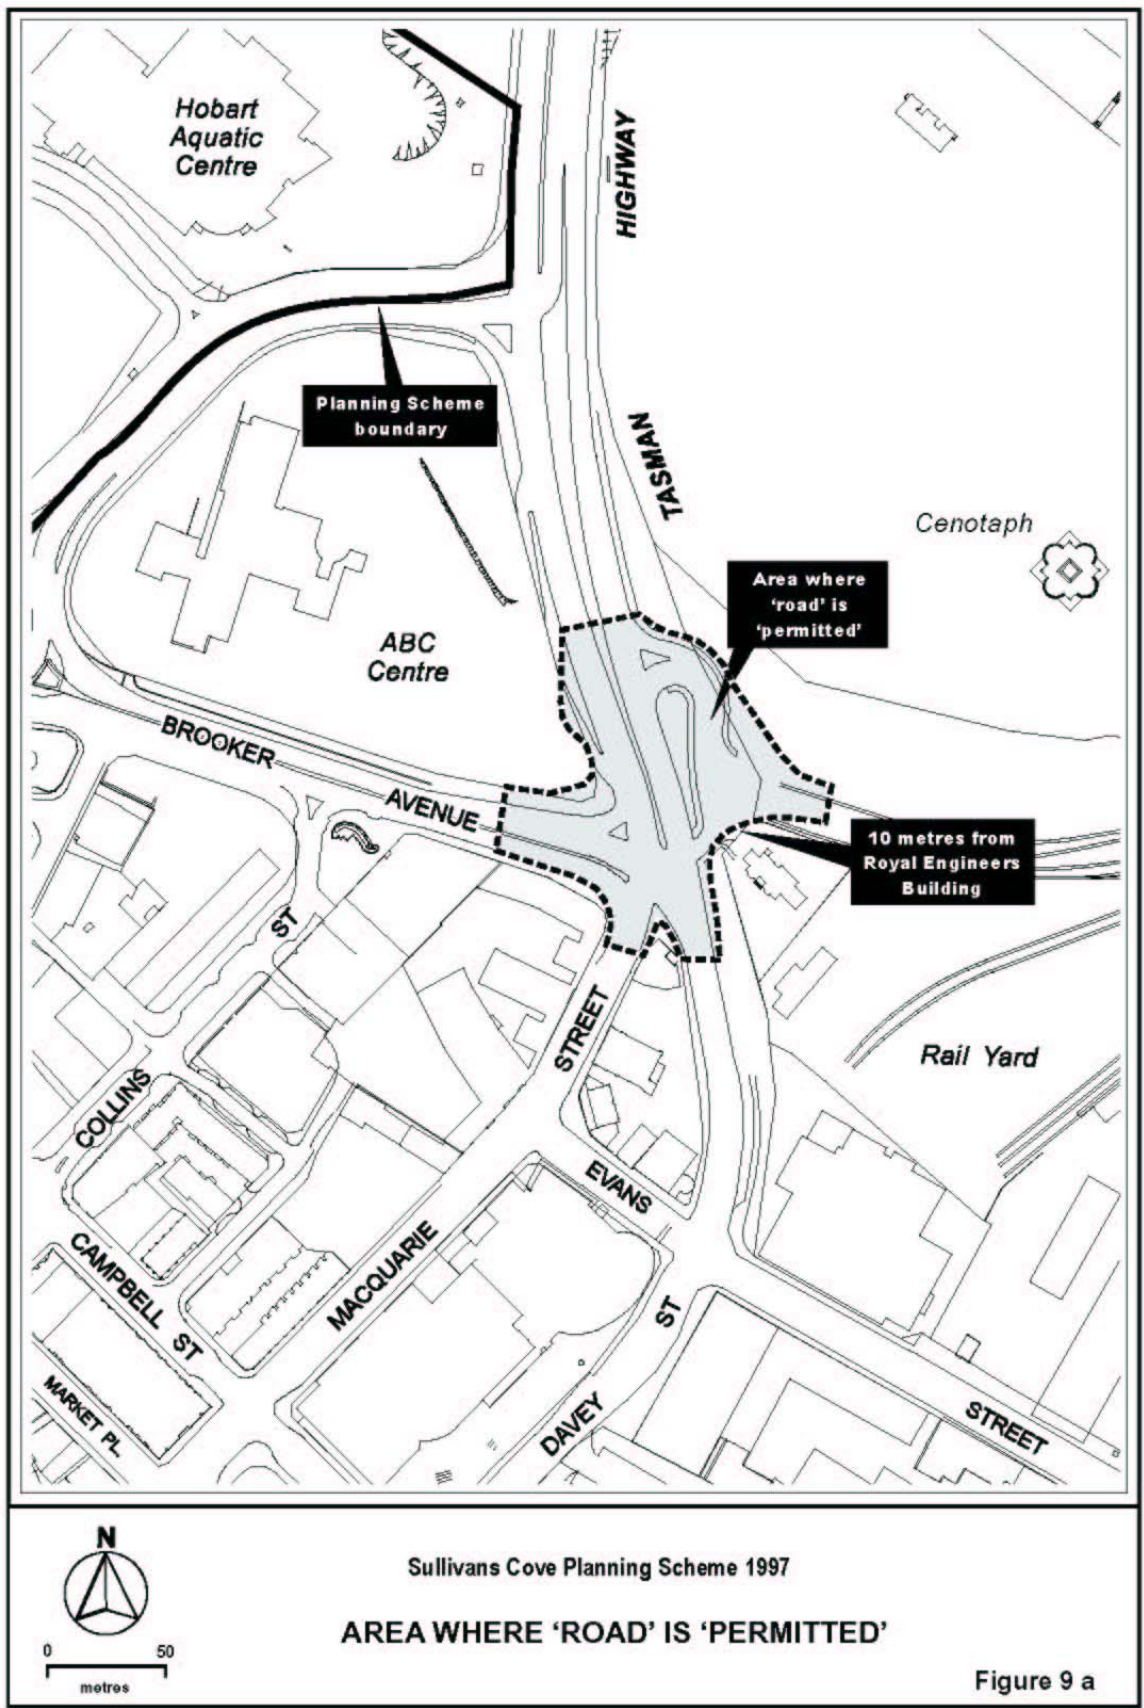 Hobart
Aquatic
Centre
HIGHWAY
Planning Scheme
boundary
TASMAN
Cenotaph
Area where
‘road’ is
‘permitted’
ABC
Centre
BROOKER
AVENUE
10 metres from
Royal Engineers
Building
ST
STREET
Rail Yard
COLLINS
EVANS
MACQUARIE
CAMPBELL ST
ST
MARKET PL.
DAVEY
STREET
N
Sullivans Cove Planning Scheme 1997
AREA WHERE ‘ROAD’ IS ‘PERMITTED’
0 50
metres
Figure 9 a